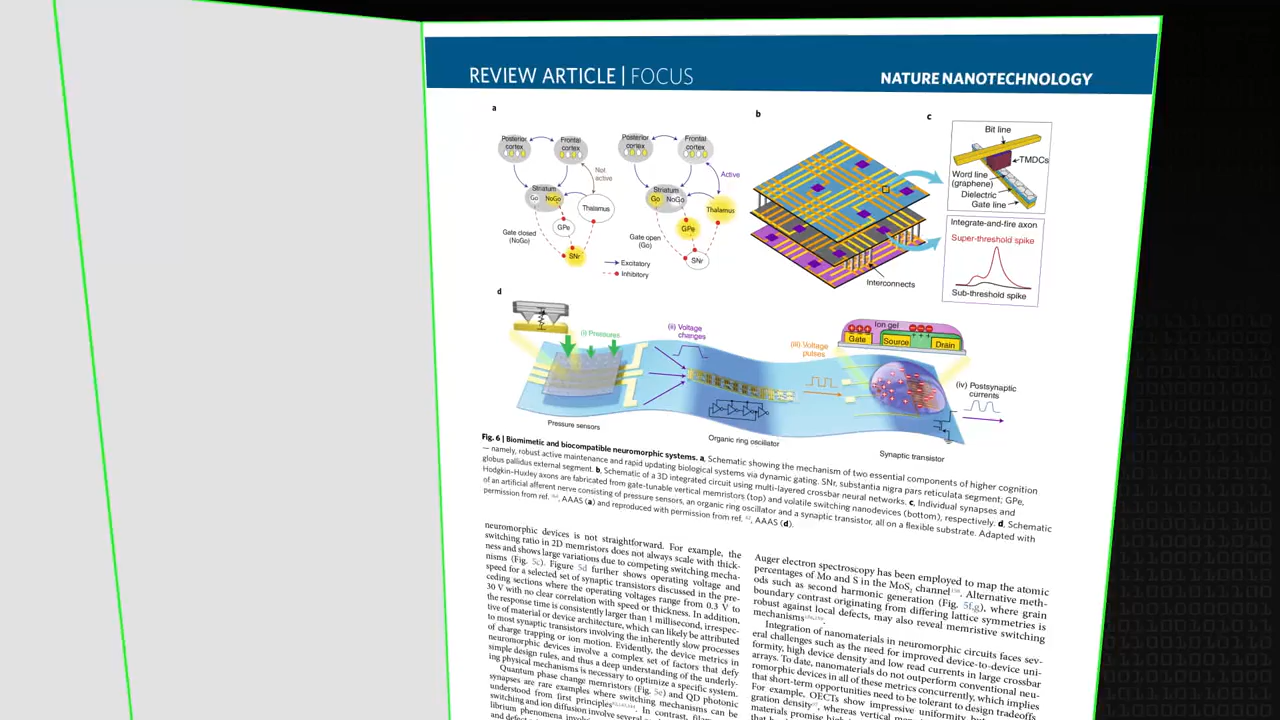 REVIEW ARTICLE | FOCUS
NATURE NANOTECHNOLOGY
a
Posterior cortex
Frontal cortex
Not active
Striatum
Go
NoGo
Thalamus
GPe
Gate closed (NoGo)
SNr
Posterior cortex
Frontal cortex
Active
Striatum
Go
NoGo
Thalamus
GPe
Gate open (Go)
SNr
Excitatory
Inhibitory
b
Interconnects
c
Bit line
TMDCs
Word line (graphene)
Dielectric
Gate line
Integrate-and-fire axon
Super-threshold spike
Sub-threshold spike
d
(i) Pressures
(ii) Voltage changes
(iii) Voltage pulses
Ion gel
Gate
Source
Drain
(iv) Postsynaptic currents
Pressure sensors
Organic ring oscillator
Synaptic transistor
Fig. 6 | Biomimetic and biocompatible neuromorphic systems. a, Schematic showing the mechanism of two essential components of higher cognition
— namely, robust active maintenance and rapid updating biological systems via dynamic gating. SNr, substantia nigra pars reticulata segment; GPe,
globus pallidus external segment. b, Schematic of a 3D integrated circuit using multi-layered crossbar neural networks. c, Individual synapses and
Hodgkin–Huxley axons are fabricated from gate-tunable vertical memristors (top) and volatile switching nanodevices (bottom), respectively. d, Schematic
of an artificial afferent nerve consisting of pressure sensors, an organic ring oscillator and a synaptic transistor, all on a flexible substrate. Adapted with
permission from ref. , AAAS (a) and reproduced with permission from ref. , AAAS (d).
neuromorphic devices is not straightforward. For example, the
switching ratio in 2D memristors does not always scale with thick-
ness and shows large variations due to competing switching mecha-
nisms (Fig. 5c). Figure 5d further shows operating voltage and
speed for a selected set of synaptic transistors discussed in the pre-
ceding sections where the operating voltages range from 0.3 V to
36 V with no clear correlation with speed or thickness. In addition,
the response time is consistently larger than 1 millisecond, irrespec-
tive of material or device architecture, which can likely be attributed
to most synaptic transistors involving the inherently slow processes
of charge trapping or ion motion. Evidently, the device metrics in
neuromorphic devices involve a complex set of factors that defy
simple design rules, and thus a deep understanding of the underly-
ing physical mechanisms is necessary to optimize a specific system.
Quantum phase change memristors (Fig. 5e) and QD photonic
synapses are rare examples where switching mechanisms can be
understood from first principles. In contrast,
switching and ion diffusion involve several
librium phenomena
and
Auger electron spectroscopy has been employed to map the atomic
percentages of Mo and S in the MoS2 channel. Alternative meth-
ods such as second harmonic generation (Fig. 5f,g), where grain
boundary contrast originating from differing lattice symmetries is
robust against local defects, may also reveal memristive switching
mechanisms.
Integration of nanomaterials in neuromorphic circuits faces sev-
eral challenges such as the need for improved device-to-device uni-
formity, high device density and low read currents in large crossbar
arrays. To date, nanomaterials do not outperform conventional neu-
romorphic devices in all of these metrics concurrently, which implies
that short-term opportunities need to be tolerant to design tradeoffs
For example, OECTs show impressive uniformity, but
gration density, whereas vertical
materials promise high